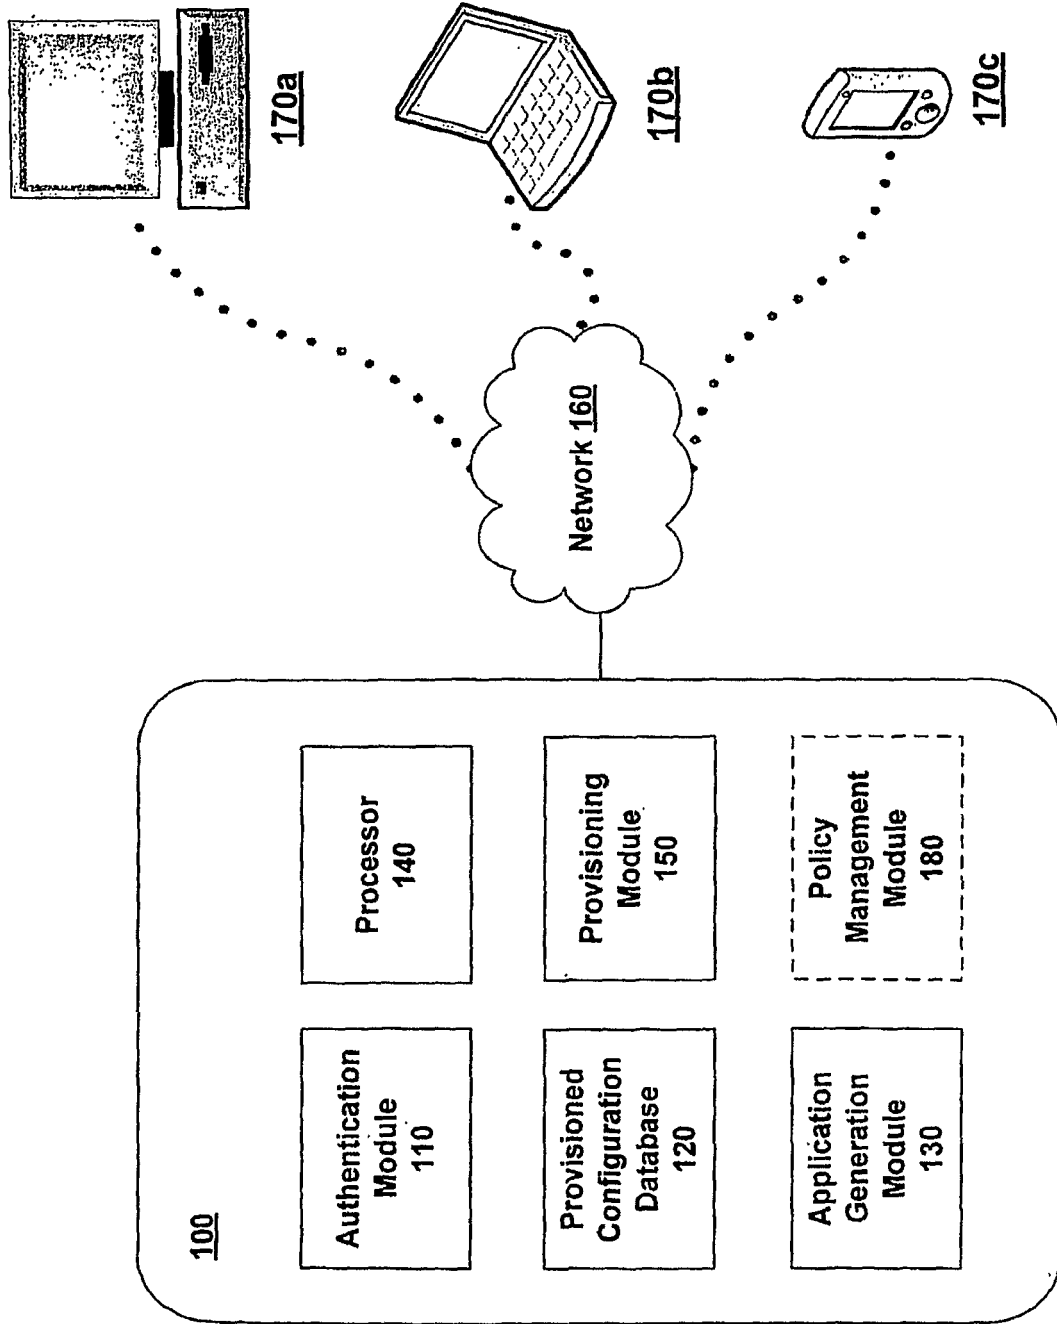 100
Authentication
Module
110
Processor
140
Provisioned
Configuration
Database
120
Provisioning
Module
150
Application
Generation
Module
130
Policy
Management
Module
180
Network 160
170a
170b
170c